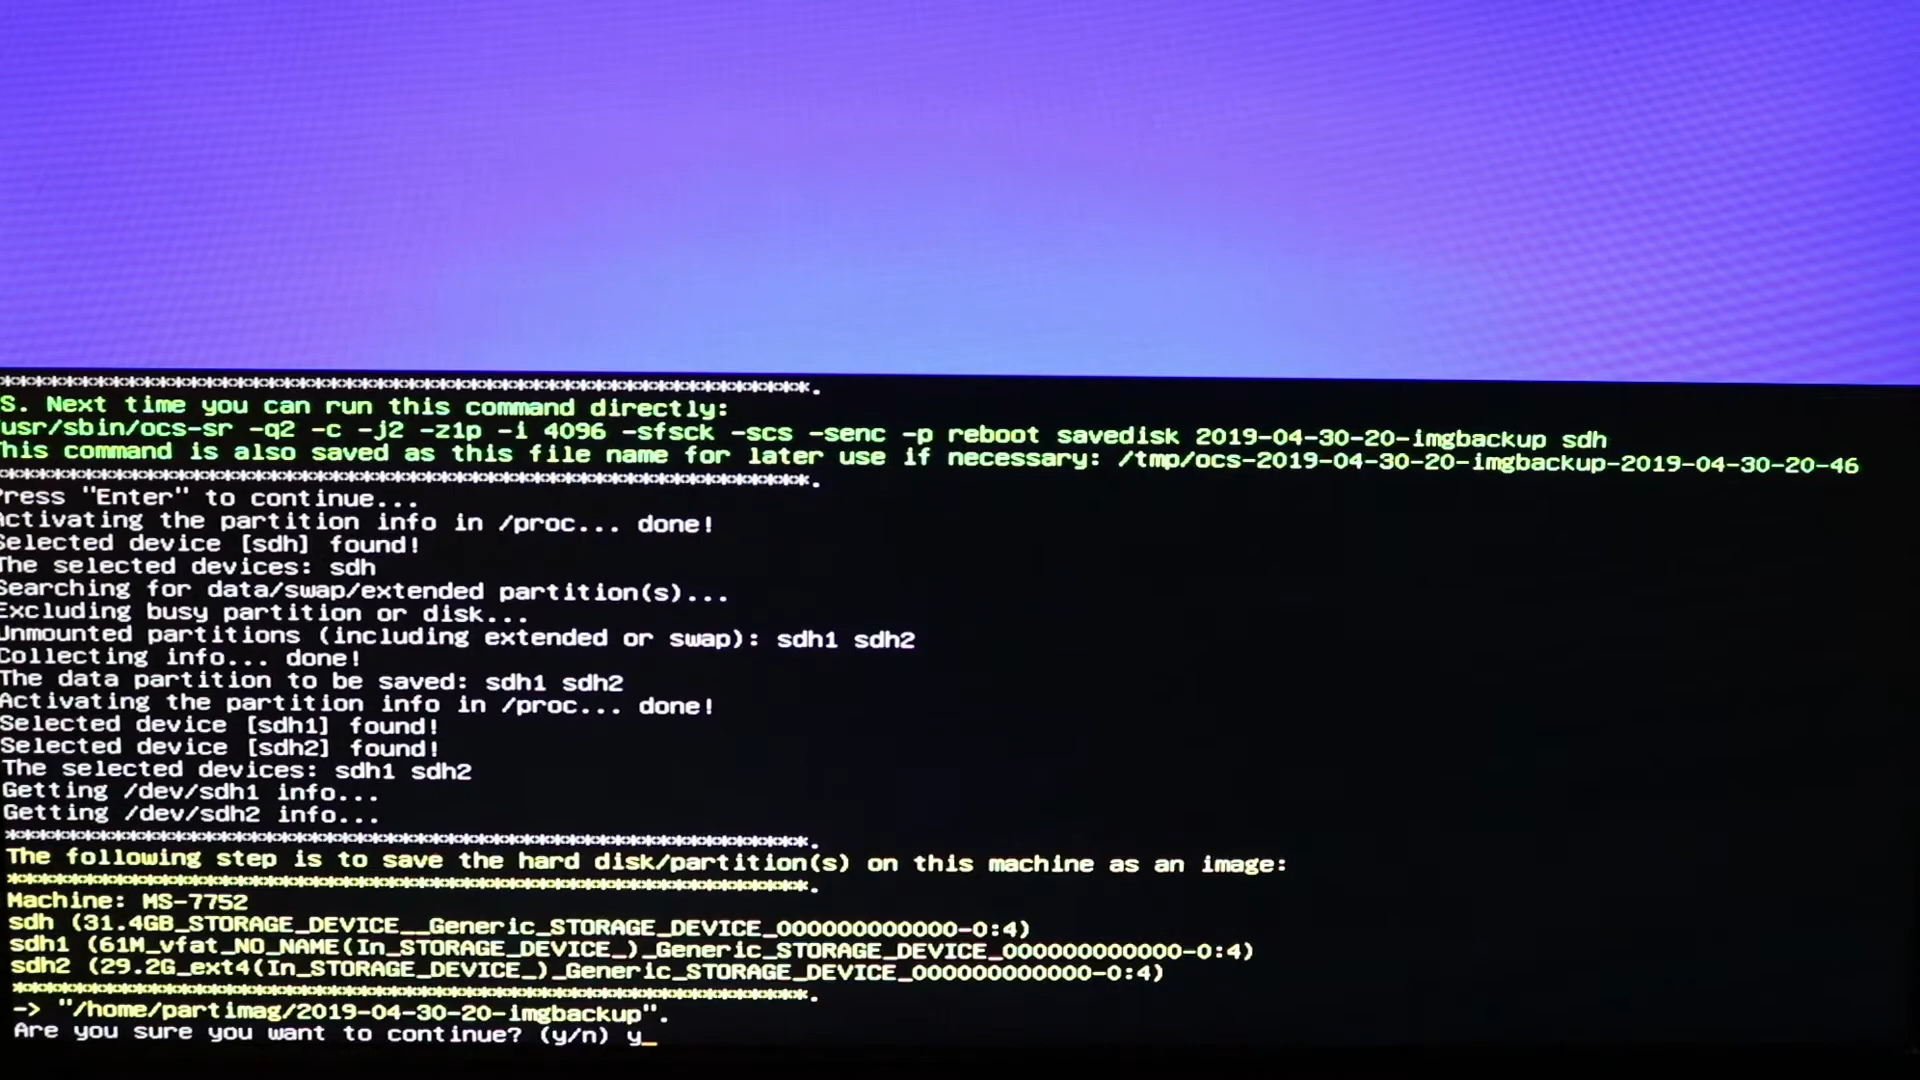 *****************************************************.
S. Next time you can run this command directly:
usr/sbin/ocs-sr -q2 -c -j2 -z1p -i 4096 -sfsck -scs -senc -p reboot savedisk 2019-04-30-20-imgbackup sdh
This command is also saved as this file name for later use if necessary: /tmp/ocs-2019-04-30-20-imgbackup-2019-04-30-20-46
*****************************************************.
Press "Enter" to continue...
Activating the partition info in /proc... done!
Selected device [sdh] found!
The selected devices: sdh
Searching for data/swap/extended partition(s)...
Excluding busy partition or disk...
Unmounted partitions (including extended or swap): sdh1 sdh2
Collecting info... done!
The data partition to be saved: sdh1 sdh2
Activating the partition info in /proc... done!
Selected device [sdh1] found!
Selected device [sdh2] found!
The selected devices: sdh1 sdh2
Getting /dev/sdh1 info...
Getting /dev/sdh2 info...
*****************************************************.
The following step is to save the hard disk/partition(s) on this machine as an image:
*****************************************************.
Machine: MS-7752
sdh (31.4GB_STORAGE_DEVICE__Generic_STORAGE_DEVICE_000000000000-0:4)
sdh1 (61M_vfat_NO_NAME(In_STORAGE_DEVICE_)_Generic_STORAGE_DEVICE_000000000000-0:4)
sdh2 (29.2G_ext4(In_STORAGE_DEVICE_)_Generic_STORAGE_DEVICE_000000000000-0:4)
*****************************************************.
-> "/home/partimag/2019-04-30-20-imgbackup".
Are you sure you want to continue? (y/n) y_